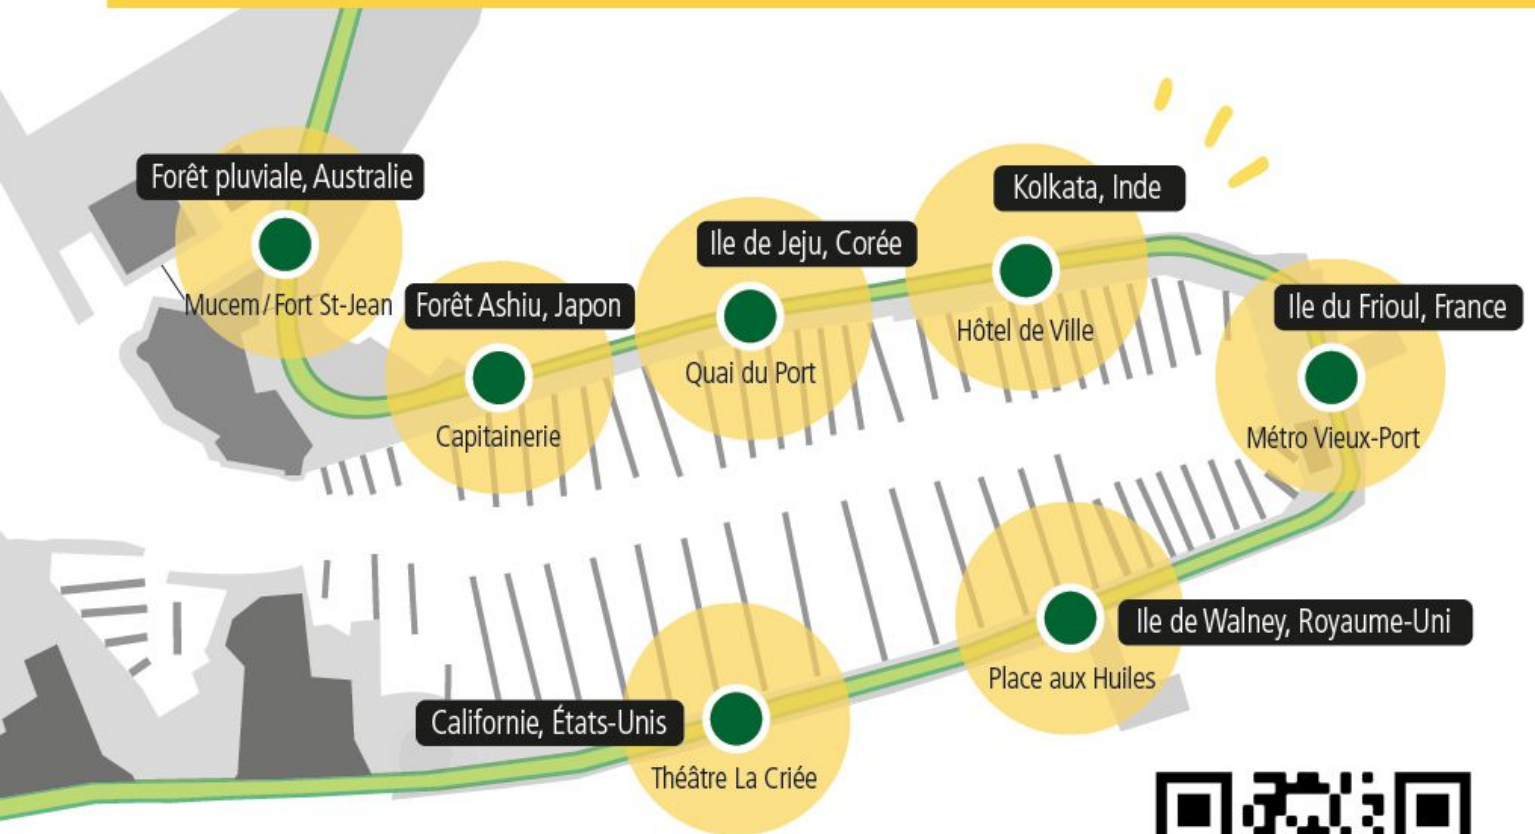 Forêt pluviale, Australie
Mucem / Fort St-Jean
Forêt Ashiu, Japon
Capitainerie
Ile de Jeju, Corée
Quai du Port
Kolkata, Inde
Hôtel de Ville
Ile du Frioul, France
Métro Vieux-Port
Ile de Walney, Royaume-Uni
Place aux Huiles
Californie, États-Unis
Théâtre La Criée